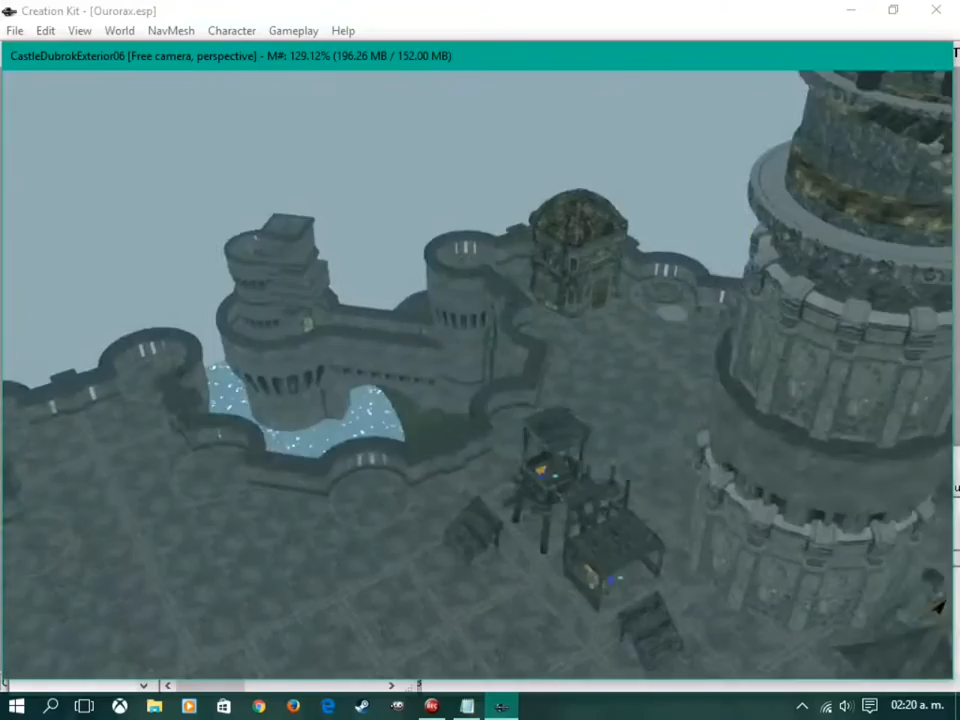 Creation Kit - [Ourorax.esp]
File Edit View World NavMesh Character Gameplay Help
CastleDubrokExterior06 [Free camera, perspective] - M#: 129.12% (196.26 MB / 152.00 MB)
02:20 a. m.